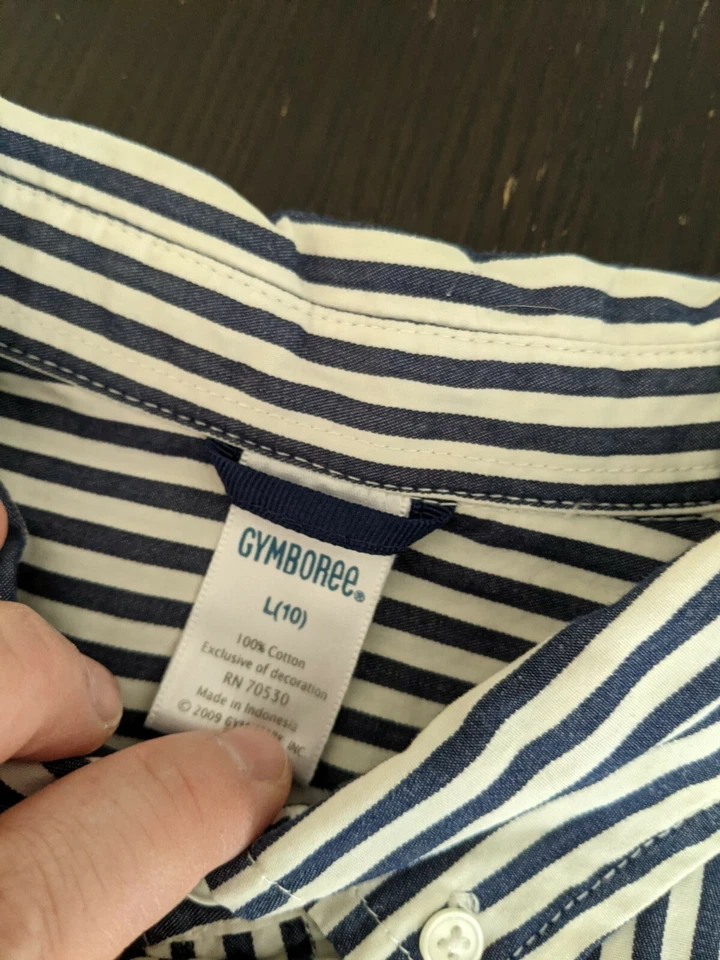 GYMBOREE®
L(10)
100% Cotton
Exclusive of decoration
RN 70530
Made in Indonesia
© 2009 INC.